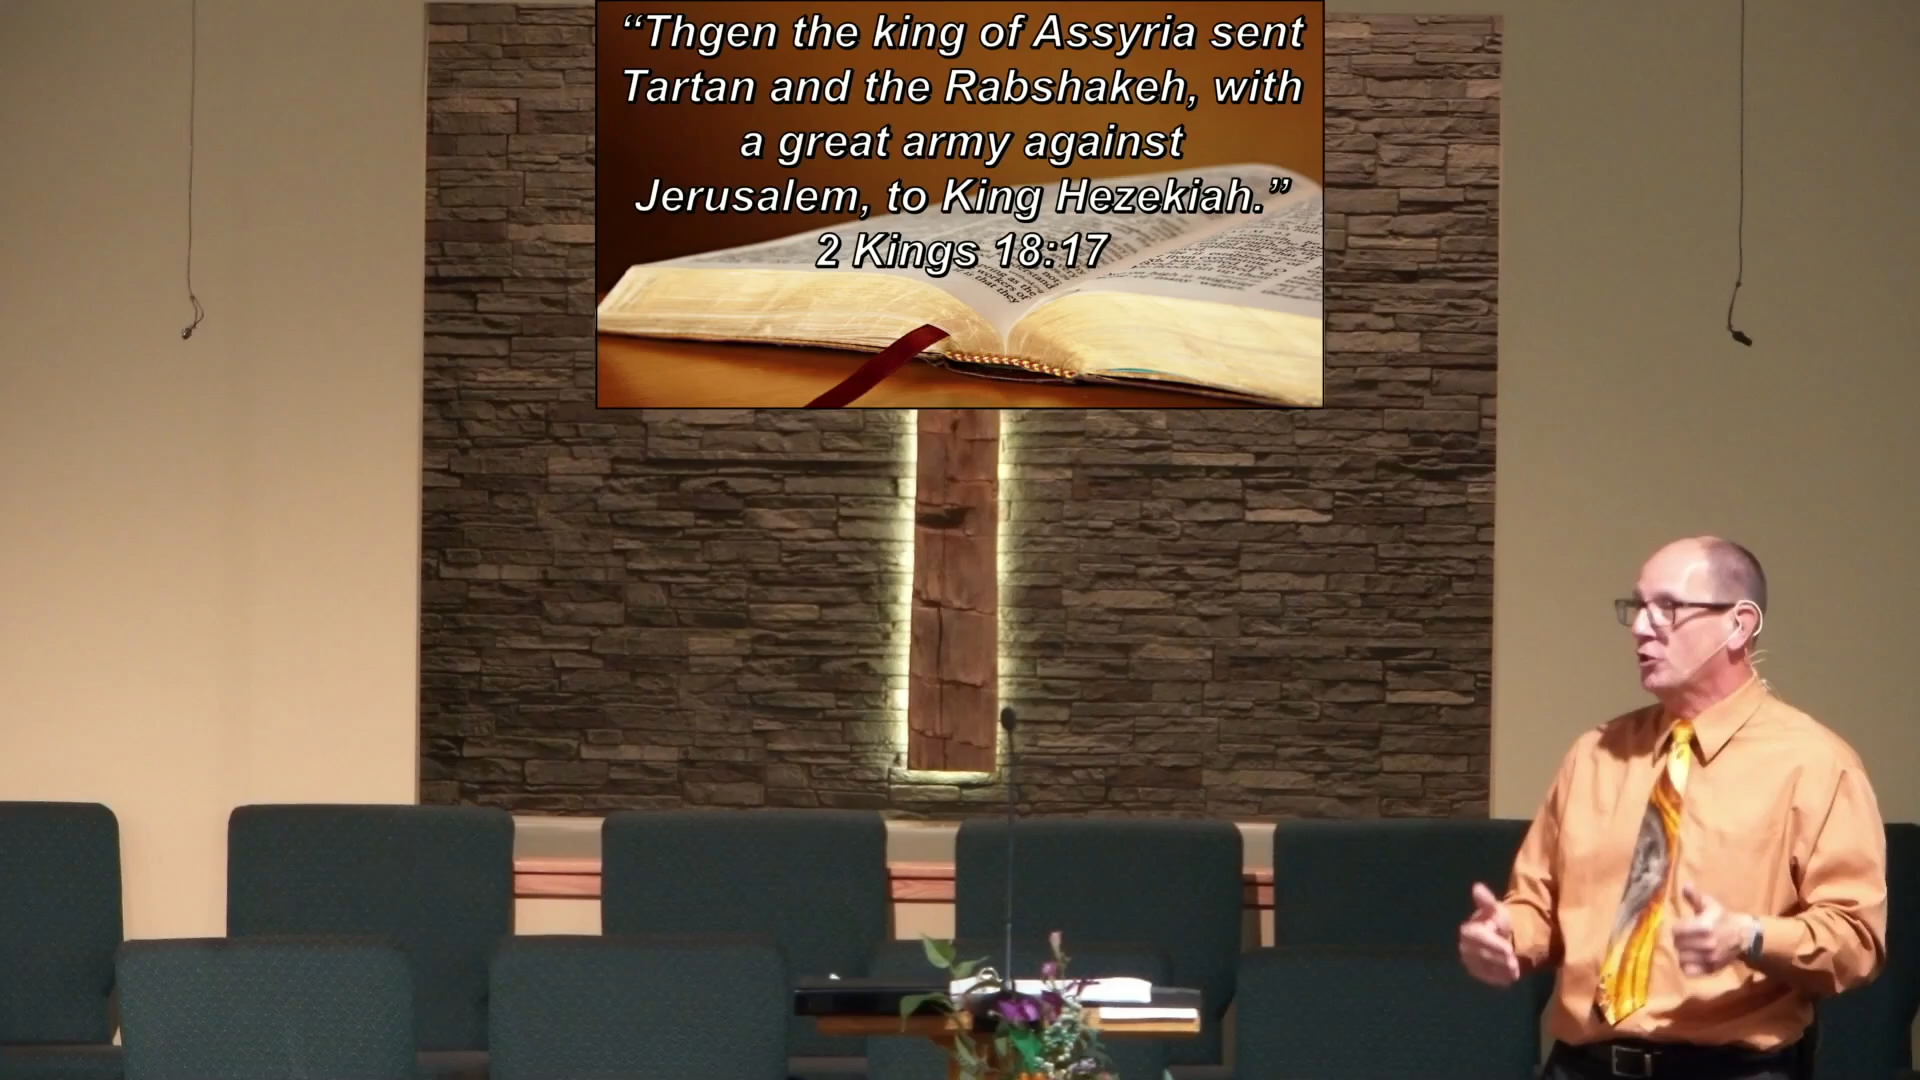 “Thgen the king of Assyria sent
Tartan and the Rabshakeh, with
a great army against
Jerusalem, to King Hezekiah.”
2 Kings 18:17